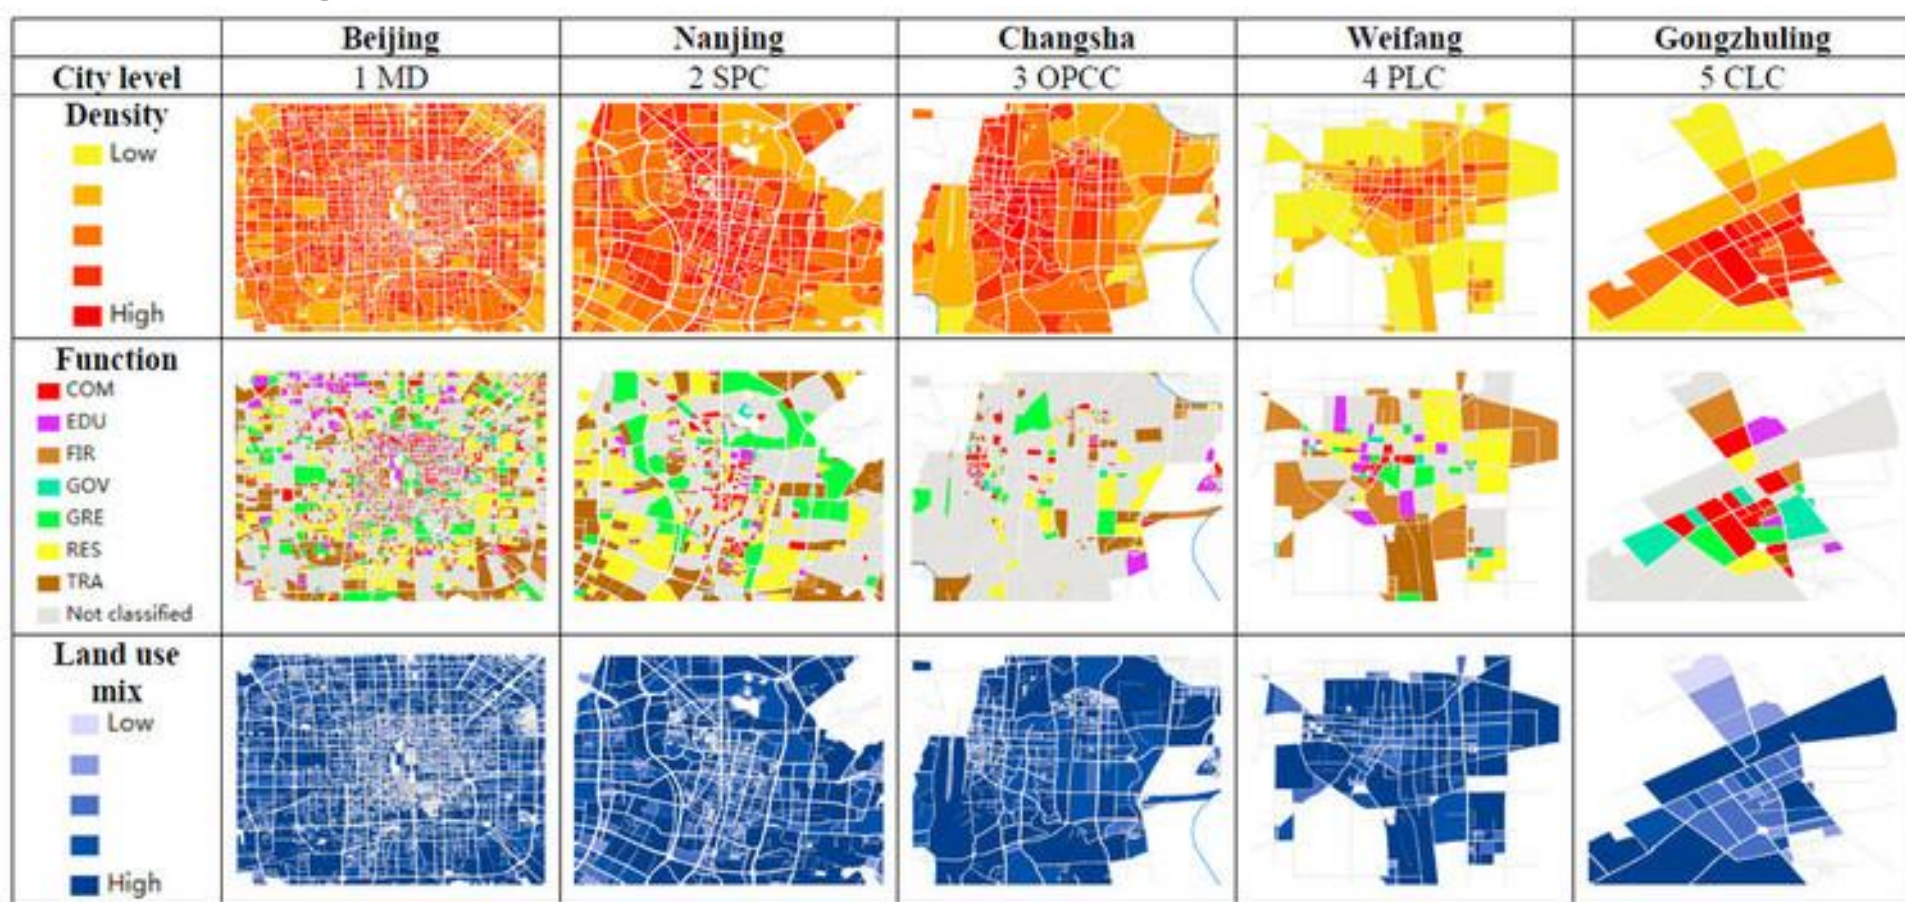 Beijing Nanjing Changsha Weifang Gongzhuling
City level 1 MD 2 SPC 3 OPCC 4 PLC 5 CLC
Density
Low
High
Function
COM
EDU
FIR
GOV
GRE
RES
TRA
Not classified
Land use
mix
Low
High